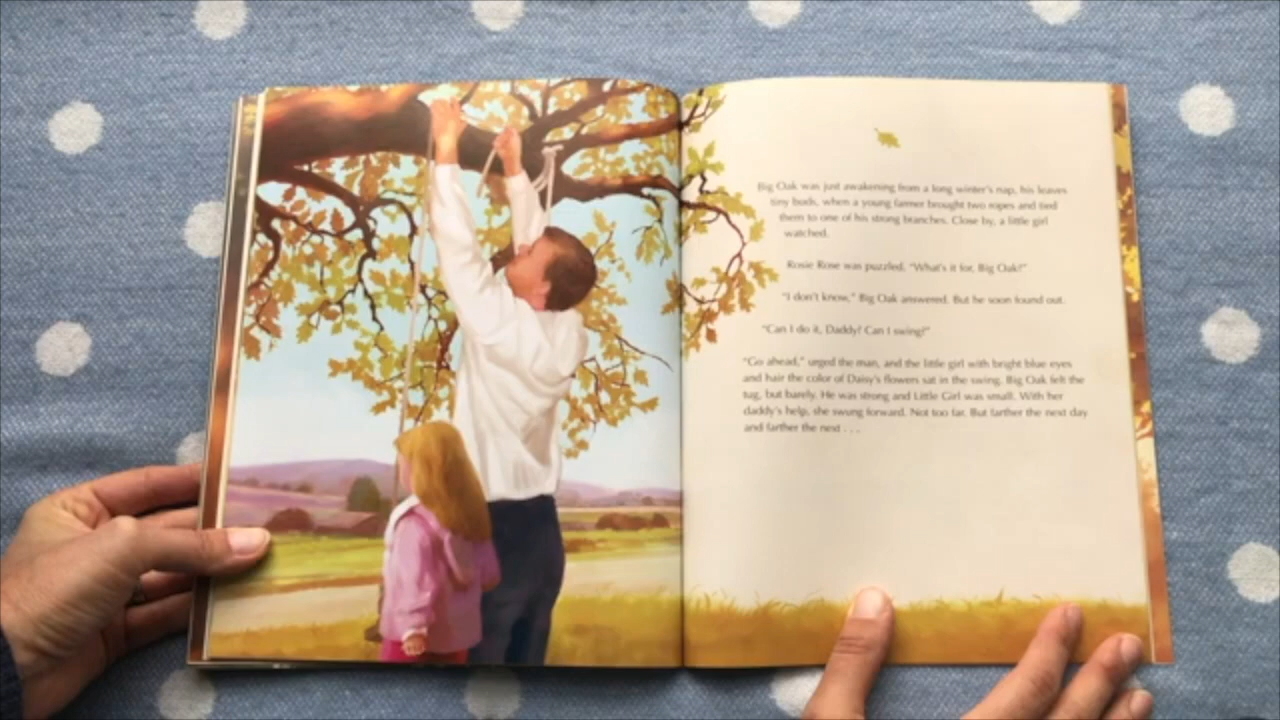 Big Oak was just awakening from a long winter's nap, his leaves
tiny buds, when a young farmer brought two ropes and tied
them to one of his strong branches. Close by, a little girl
watched.
Rosie Rose was puzzled. "What's it for, Big Oak?"
"I don't know," Big Oak answered. But he soon found out.
"Can I do it, Daddy? Can I swing?"
"Go ahead," urged the man, and the little girl with bright blue eyes
and hair the color of Daisy's flowers sat in the swing. Big Oak felt the
tug, but barely. He was strong and Little Girl was small. With her
daddy's help, she swung forward. Not too far. But farther the next day
and farther the next . . .